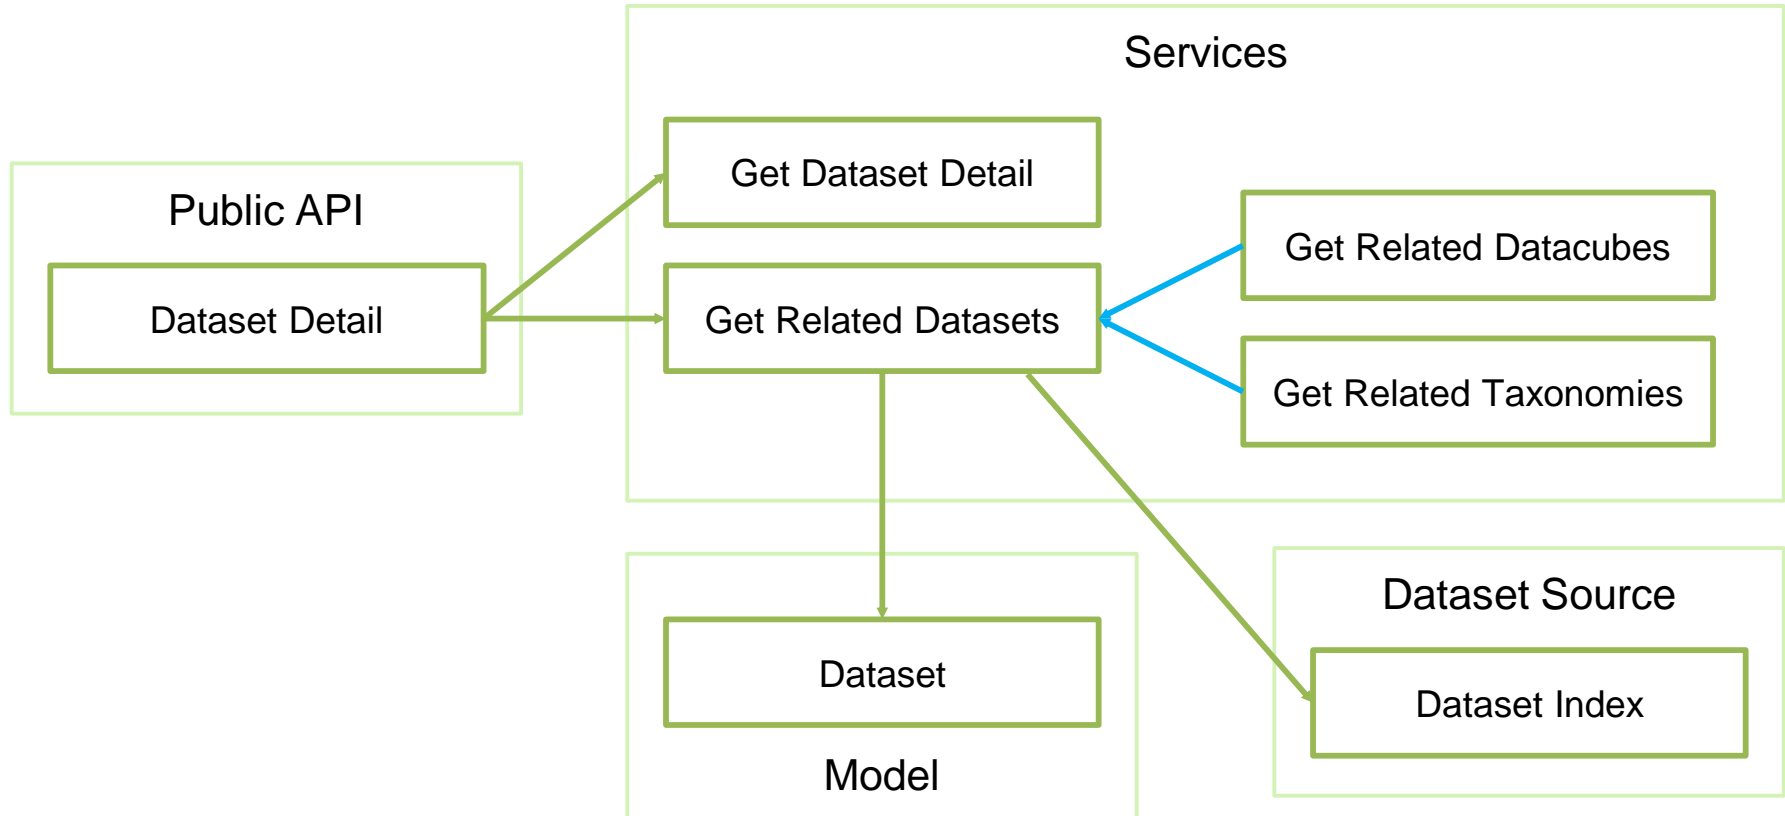 Services
Get Dataset Detail
Public API
Get Related Datacubes
Dataset Detail
Get Related Datasets
Get Related Taxonomies
Dataset Source
Dataset
Dataset Index
Model